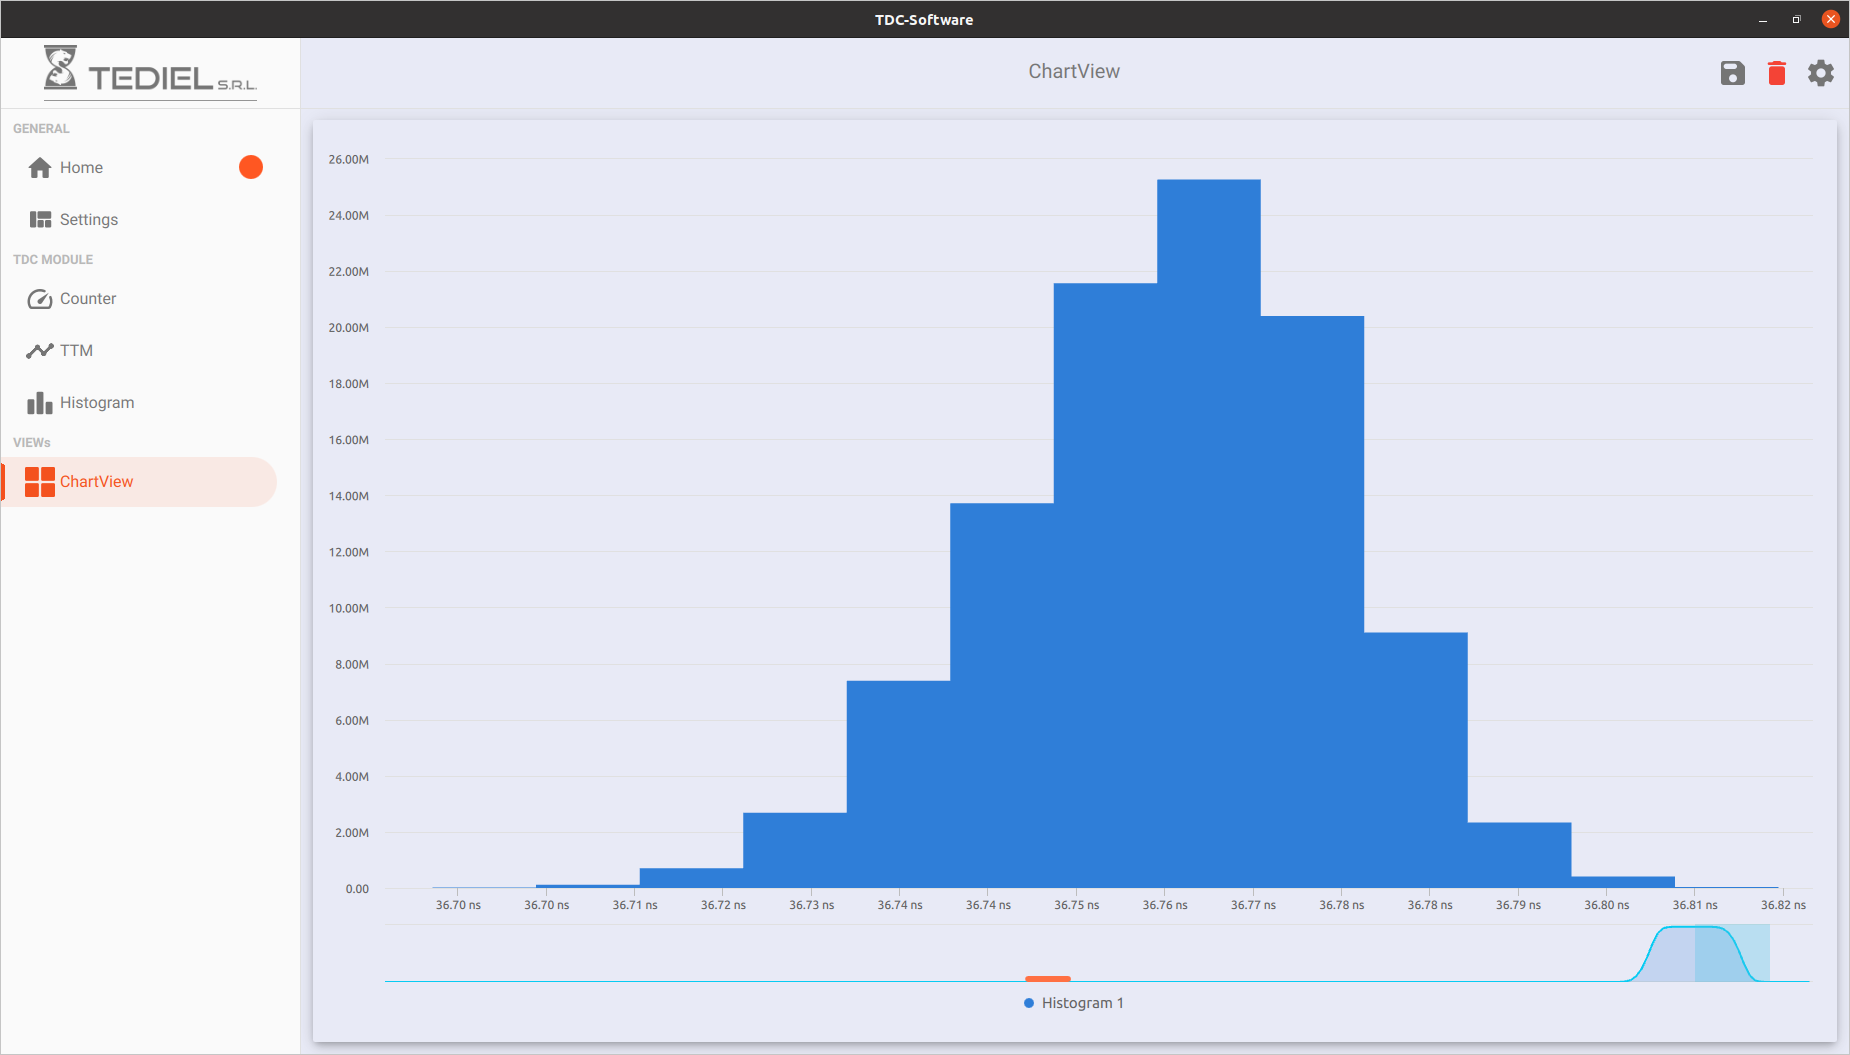 TDC-Software
TEDIEL S.R.L.
ChartView
GENERAL
Home
Settings
TDC MODULE
Counter
TTM
Histogram
VIEWs
ChartView
26.00M
24.00M
22.00M
20.00M
18.00M
16.00M
14.00M
12.00M
10.00M
8.00M
6.00M
4.00M
2.00M
0.00
36.70 ns 36.70 ns 36.71 ns 36.72 ns 36.73 ns 36.74 ns 36.74 ns 36.75 ns 36.76 ns 36.77 ns 36.78 ns 36.78 ns 36.79 ns 36.80 ns 36.81 ns 36.82 ns
Histogram 1